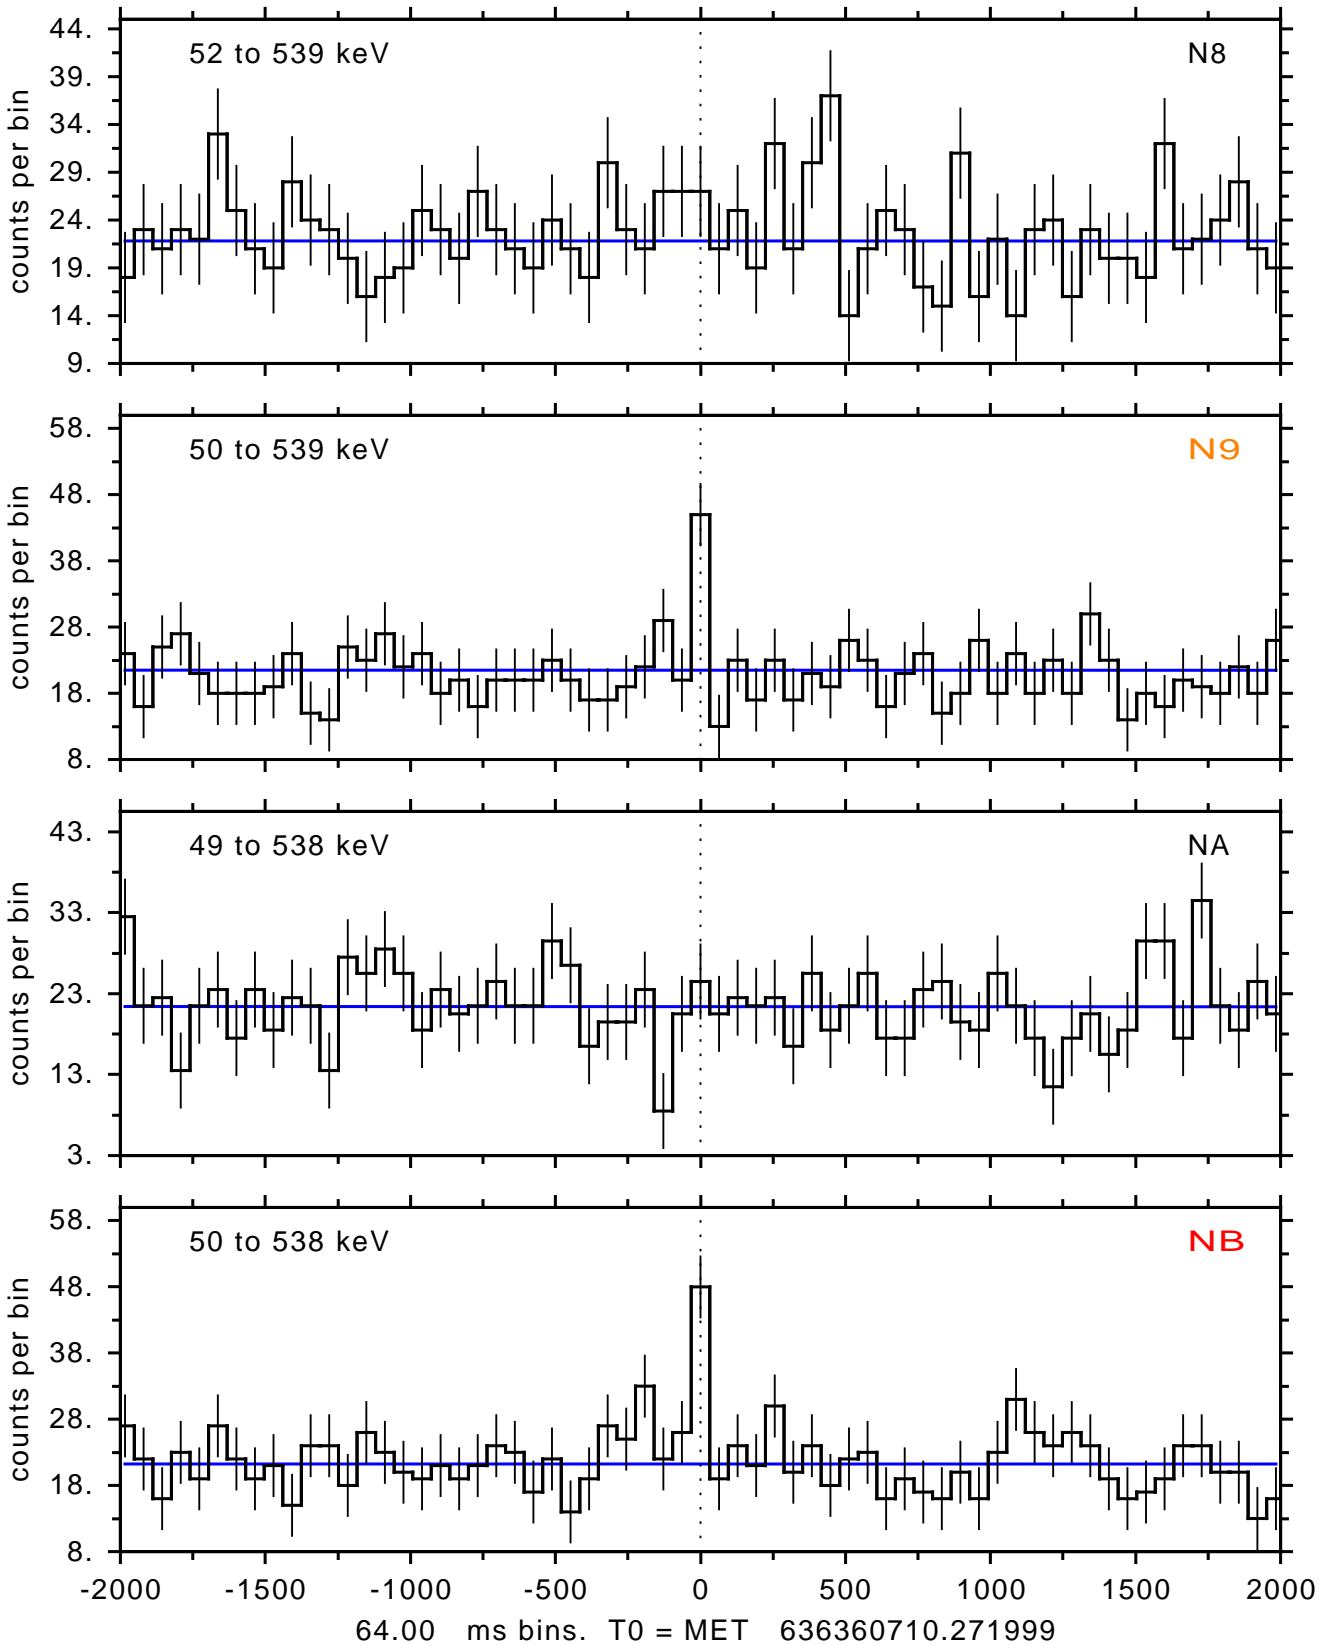 44.
52 to 539 keV
N8
39.
34.
29.
24.
19.
14.
9.
counts per bin
58.
50 to 539 keV
N9
48.
38.
28.
18.
8.
counts per bin
43.
49 to 538 keV
NA
33.
23.
13.
3.
counts per bin
58.
50 to 538 keV
NB
48.
38.
28.
18.
8.
counts per bin
-2000 -1500 -1000 -500 0 500 1000 1500 2000
64.00 ms bins. T0 = MET 636360710.271999